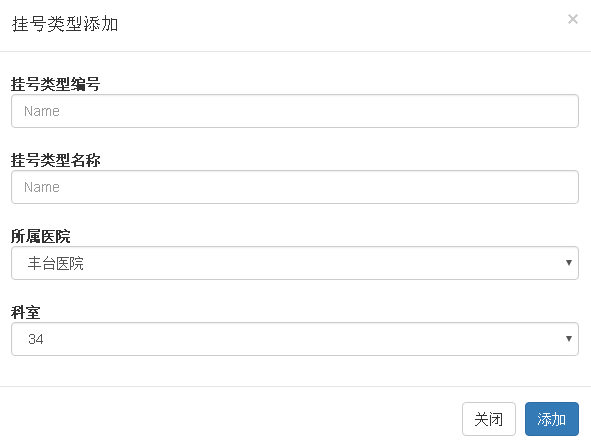 挂号类型添加
×
挂号类型编号
Name
挂号类型名称
Name
所属医院
丰台医院
科室
34
关闭 添加